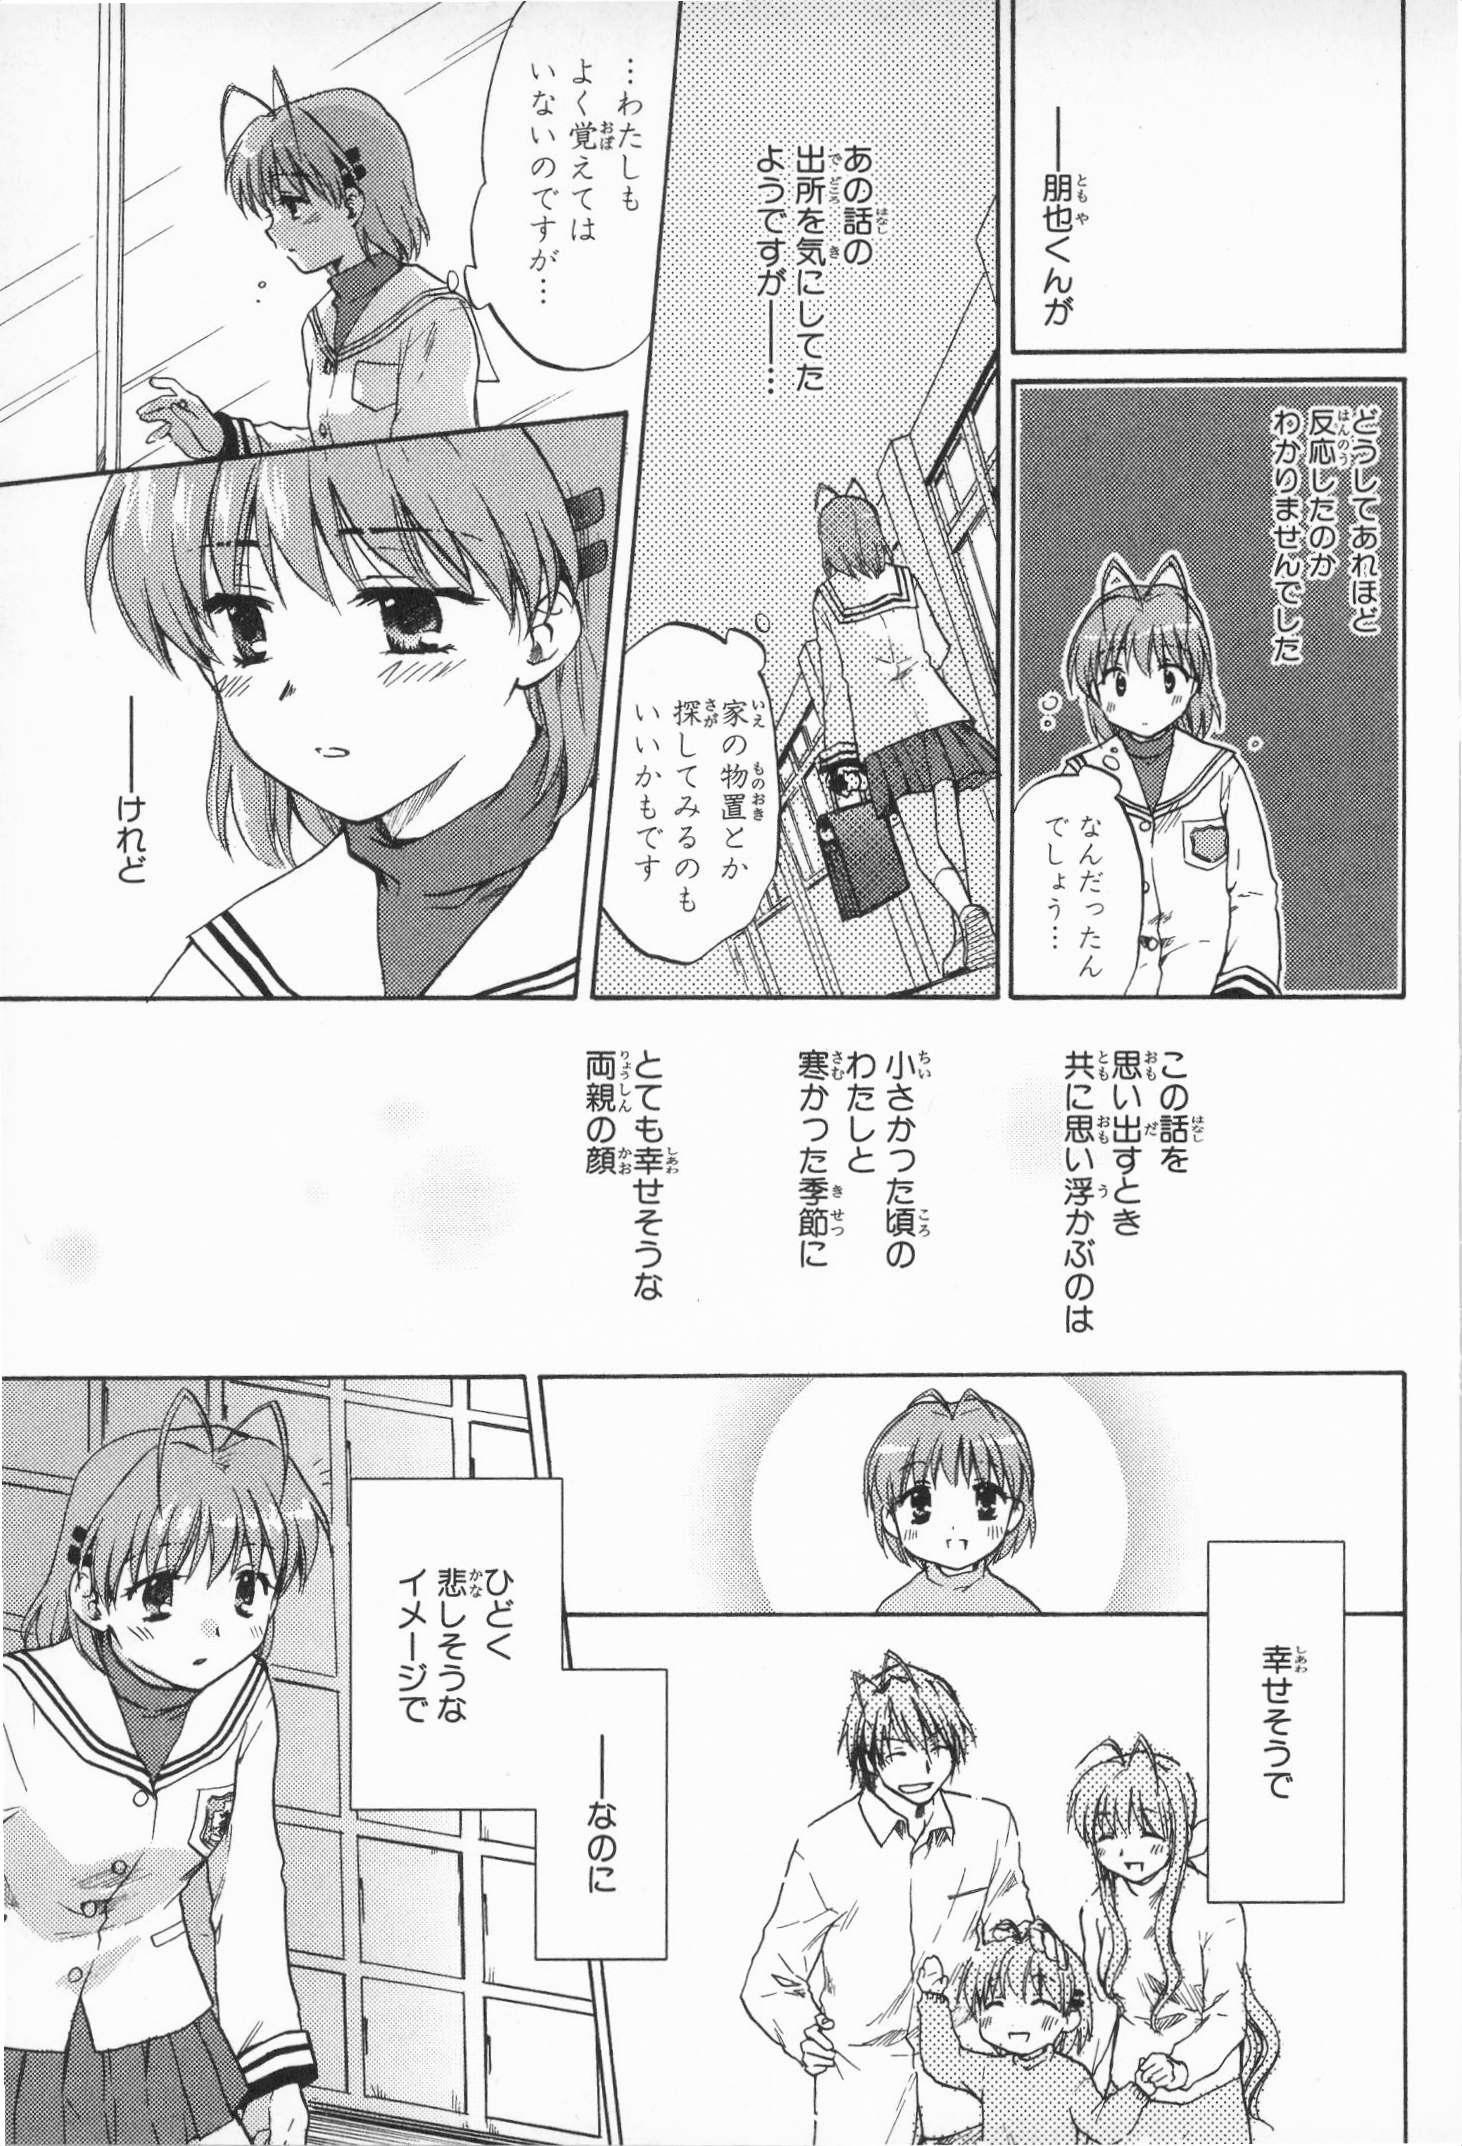 ──朋也くんが
どうしてあれほど
反応したのか
わかりませんでした
なんだったん
でしょう…
あの話の
出所を気にしてた
ようですが──…
家の物置とか
探してみるのも
いいかもです
…わたしも
よく覚えては
いないのですが…
──けれど
この話を
思い出すとき
共に思い浮かぶのは
小さかった頃の
わたしと
寒かった季節に
とても幸せそうな
両親の顔
幸せそうで
──なのに
ひどく
悲しそうな
イメージで